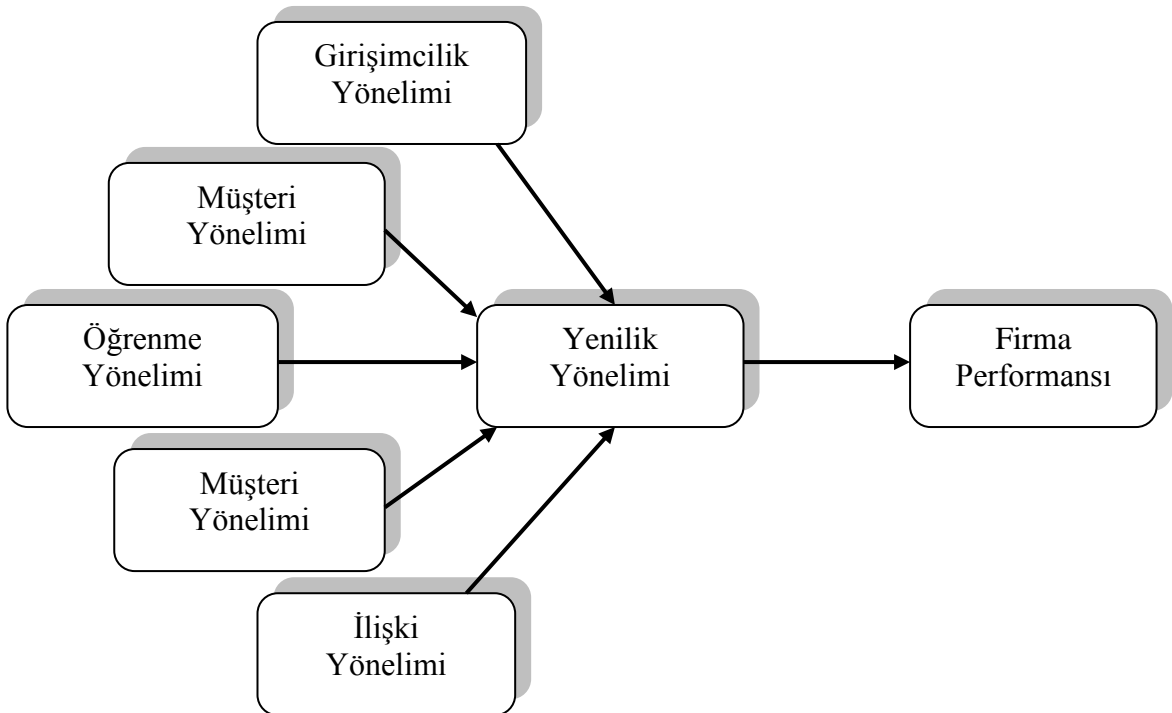 Girişimcilik
Yönelimi
Müşteri
Yönelimi
Öğrenme
Yönelimi
Yenilik
Yönelimi
Firma
Performansı
Müşteri
Yönelimi
İlişki
Yönelimi